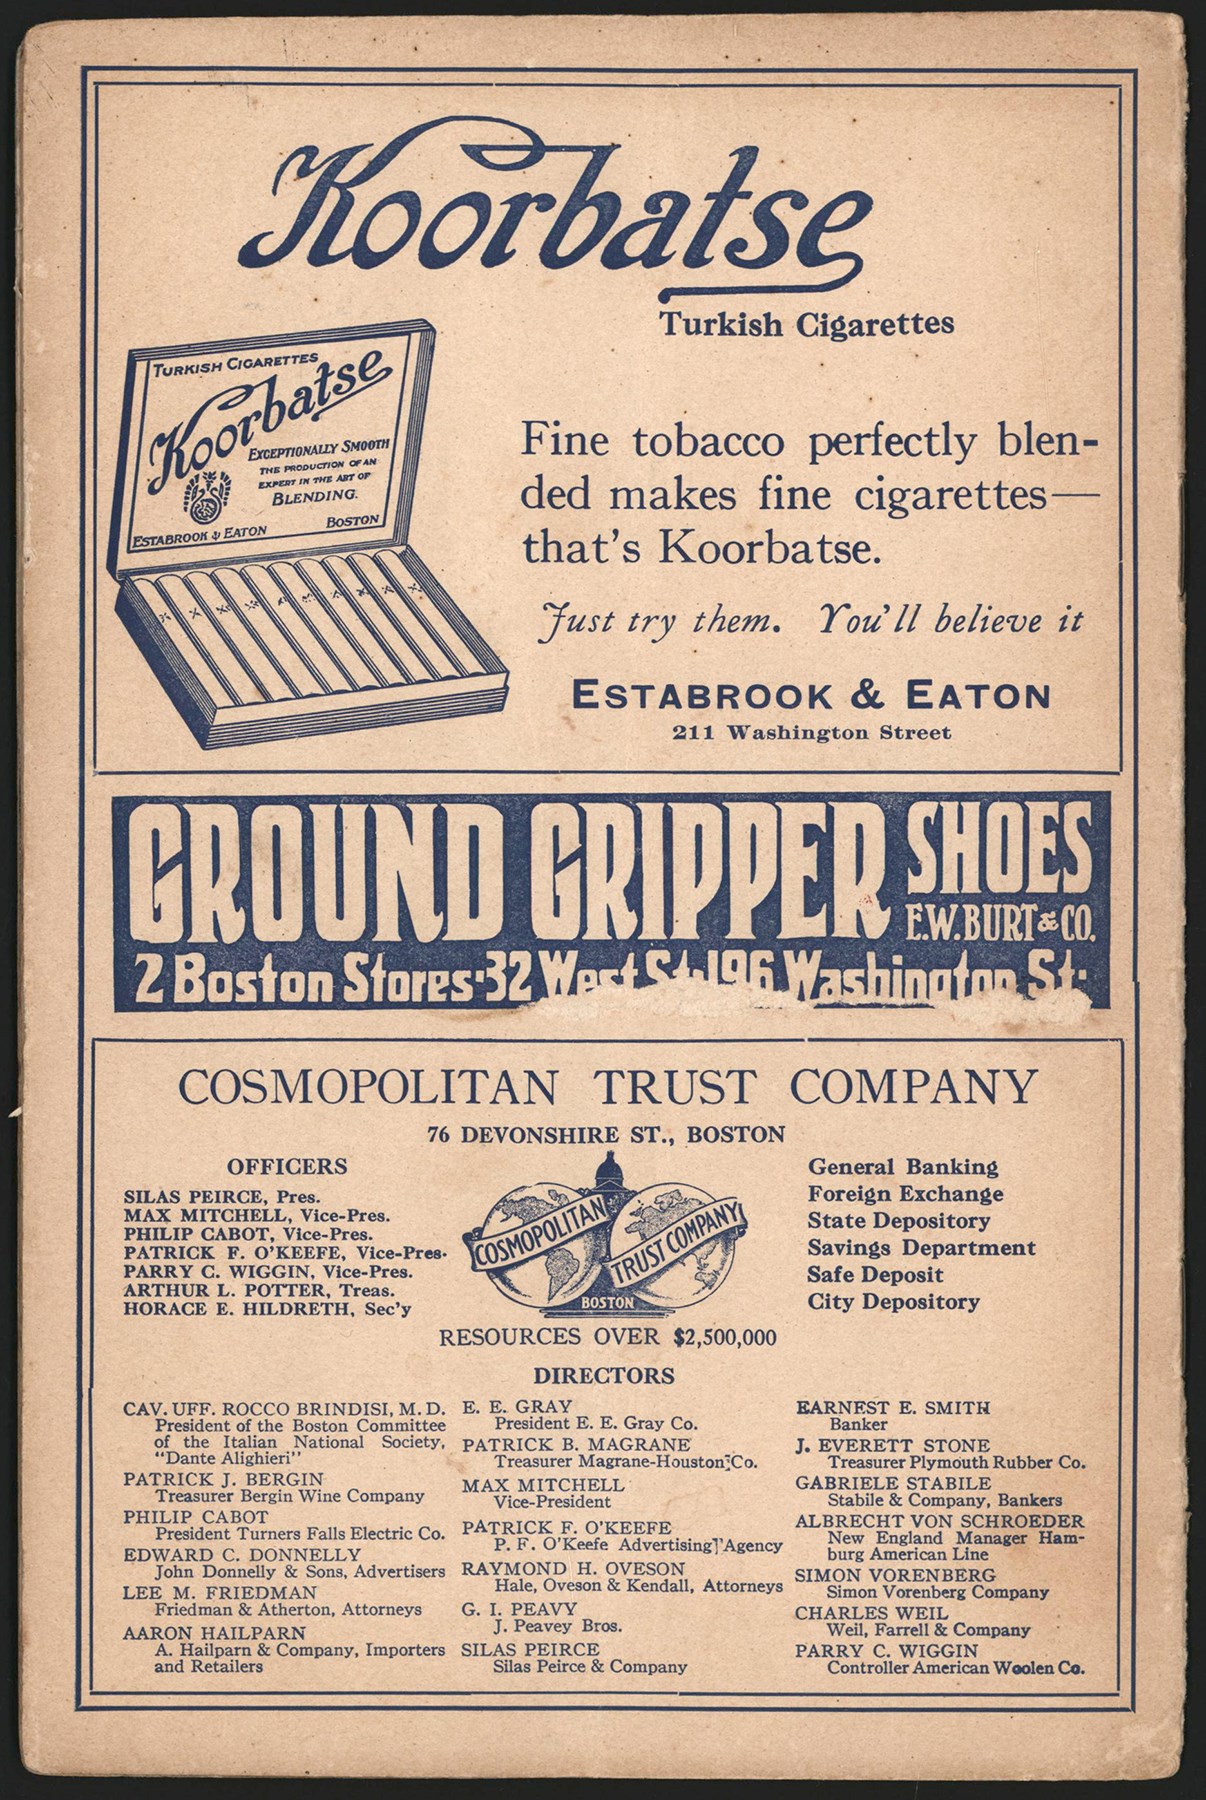 Koorbatse
Turkish Cigarettes
TURKISH CIGARETTES
Koorbatse
EXCEPTIONALLY SMOOTH
THE PRODUCTION OF AN
EXPERT IN THE ART OF
BLENDING.
ESTABROOK & EATON BOSTON
Fine tobacco perfectly blen-
ded makes fine cigarettes—
that's Koorbatse.
Just try them. You'll believe it
ESTABROOK & EATON
211 Washington Street
GROUND GRIPPER SHOES
E.W. BURT & CO.
2 Boston Stores-32 West St-196 Washington St.
COSMOPOLITAN TRUST COMPANY
76 DEVONSHIRE ST., BOSTON
OFFICERS
SILAS PEIRCE, Pres.
MAX MITCHELL, Vice-Pres.
PHILIP CABOT, Vice-Pres.
PATRICK F. O'KEEFE, Vice-Pres.
PARRY C. WIGGIN, Vice-Pres.
ARTHUR L. POTTER, Treas.
HORACE E. HILDRETH, Sec'y
COSMOPOLITAN
TRUST COMPANY
BOSTON
General Banking
Foreign Exchange
State Depository
Savings Department
Safe Deposit
City Depository
RESOURCES OVER $2,500,000
DIRECTORS
CAV. UFF. ROCCO BRINDISI, M. D.
President of the Boston Committee
of the Italian National Society,
"Dante Alighieri"
PATRICK J. BERGIN
Treasurer Bergin Wine Company
PHILIP CABOT
President Turners Falls Electric Co.
EDWARD C. DONNELLY
John Donnelly & Sons, Advertisers
LEE M. FRIEDMAN
Friedman & Atherton, Attorneys
AARON HAILPARN
A. Hailparn & Company, Importers
and Retailers
E. E. GRAY
President E. E. Gray Co.
PATRICK B. MAGRANE
Treasurer Magrane-Houston Co.
MAX MITCHELL
Vice-President
PATRICK F. O'KEEFE
P. F. O'Keefe Advertising Agency
RAYMOND H. OVESON
Hale, Oveson & Kendall, Attorneys
G. I. PEAVY
J. Peavey Bros.
SILAS PEIRCE
Silas Peirce & Company
EARNEST E. SMITH
Banker
J. EVERETT STONE
Treasurer Plymouth Rubber Co.
GABRIELE STABILE
Stabile & Company, Bankers
ALBRECHT VON SCHROEDER
New England Manager Ham-
burg American Line
SIMON VORENBERG
Simon Vorenberg Company
CHARLES WEIL
Weil, Farrell & Company
PARRY C. WIGGIN
Controller American Woolen Co.